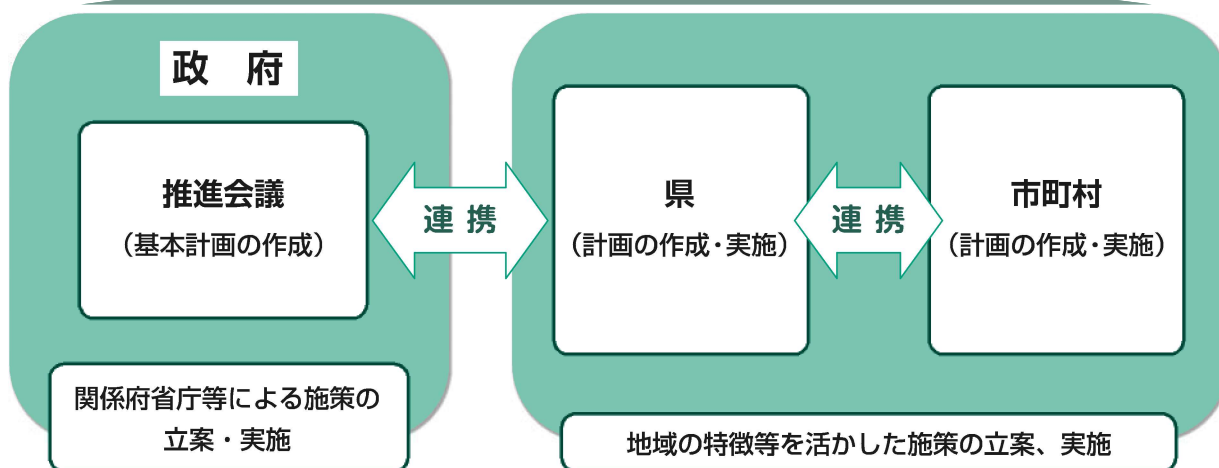 政 府
推進会議
（基本計画の作成）
連 携
県
（計画の作成・実施）
連 携
市町村
（計画の作成・実施）
関係府省庁等による施策の
立案・実施
地域の特徴等を活かした施策の立案、実施